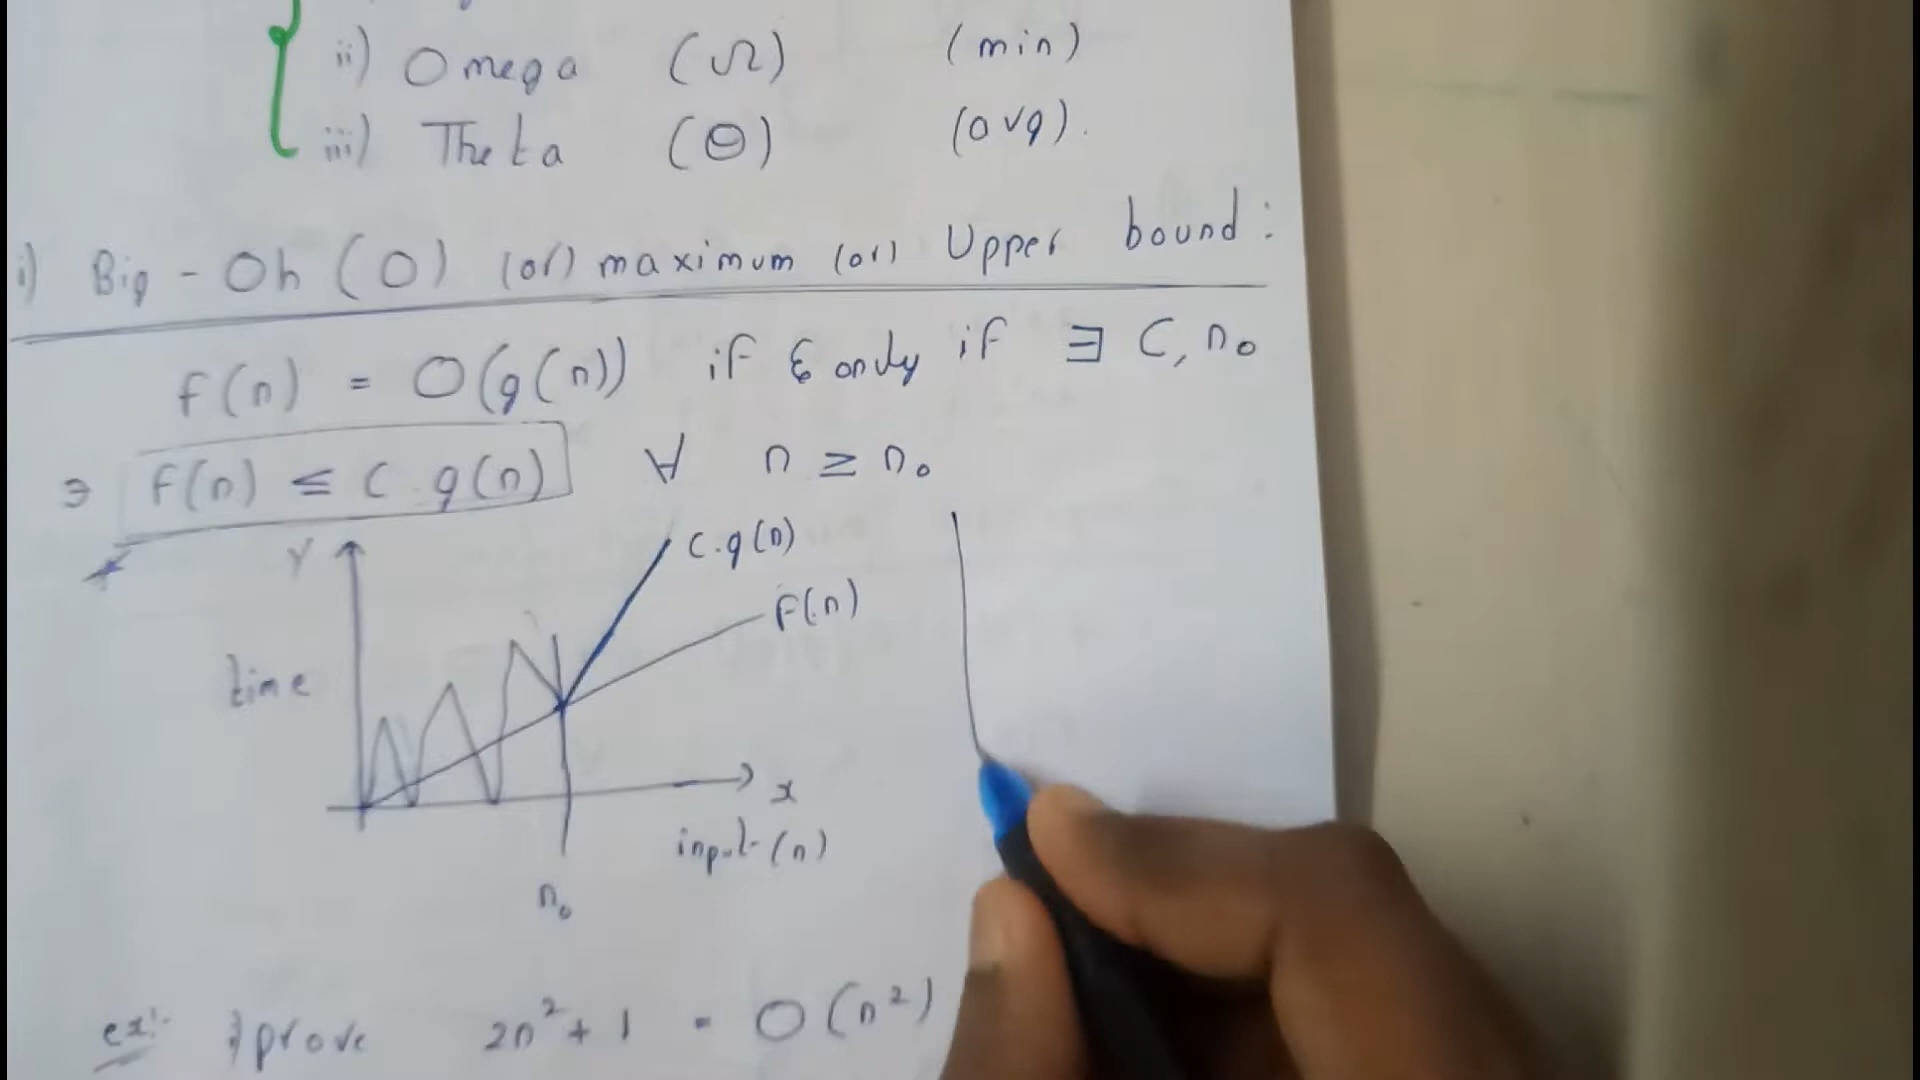 ii) Omega (Ω) (min)
iii) Theta (Θ) (avg).
i) Big - Oh (O) (or) maximum (or) Upper bound :
f(n) = O(g(n)) if & only if ∃ C, n₀
∋ f(n) ≤ C.g(n) ∀ n ≥ n₀
Y
C.g(n)
f(n)
time
x
input (n)
n₀
ex:- i) prove 2n² + 1 = O(n²)